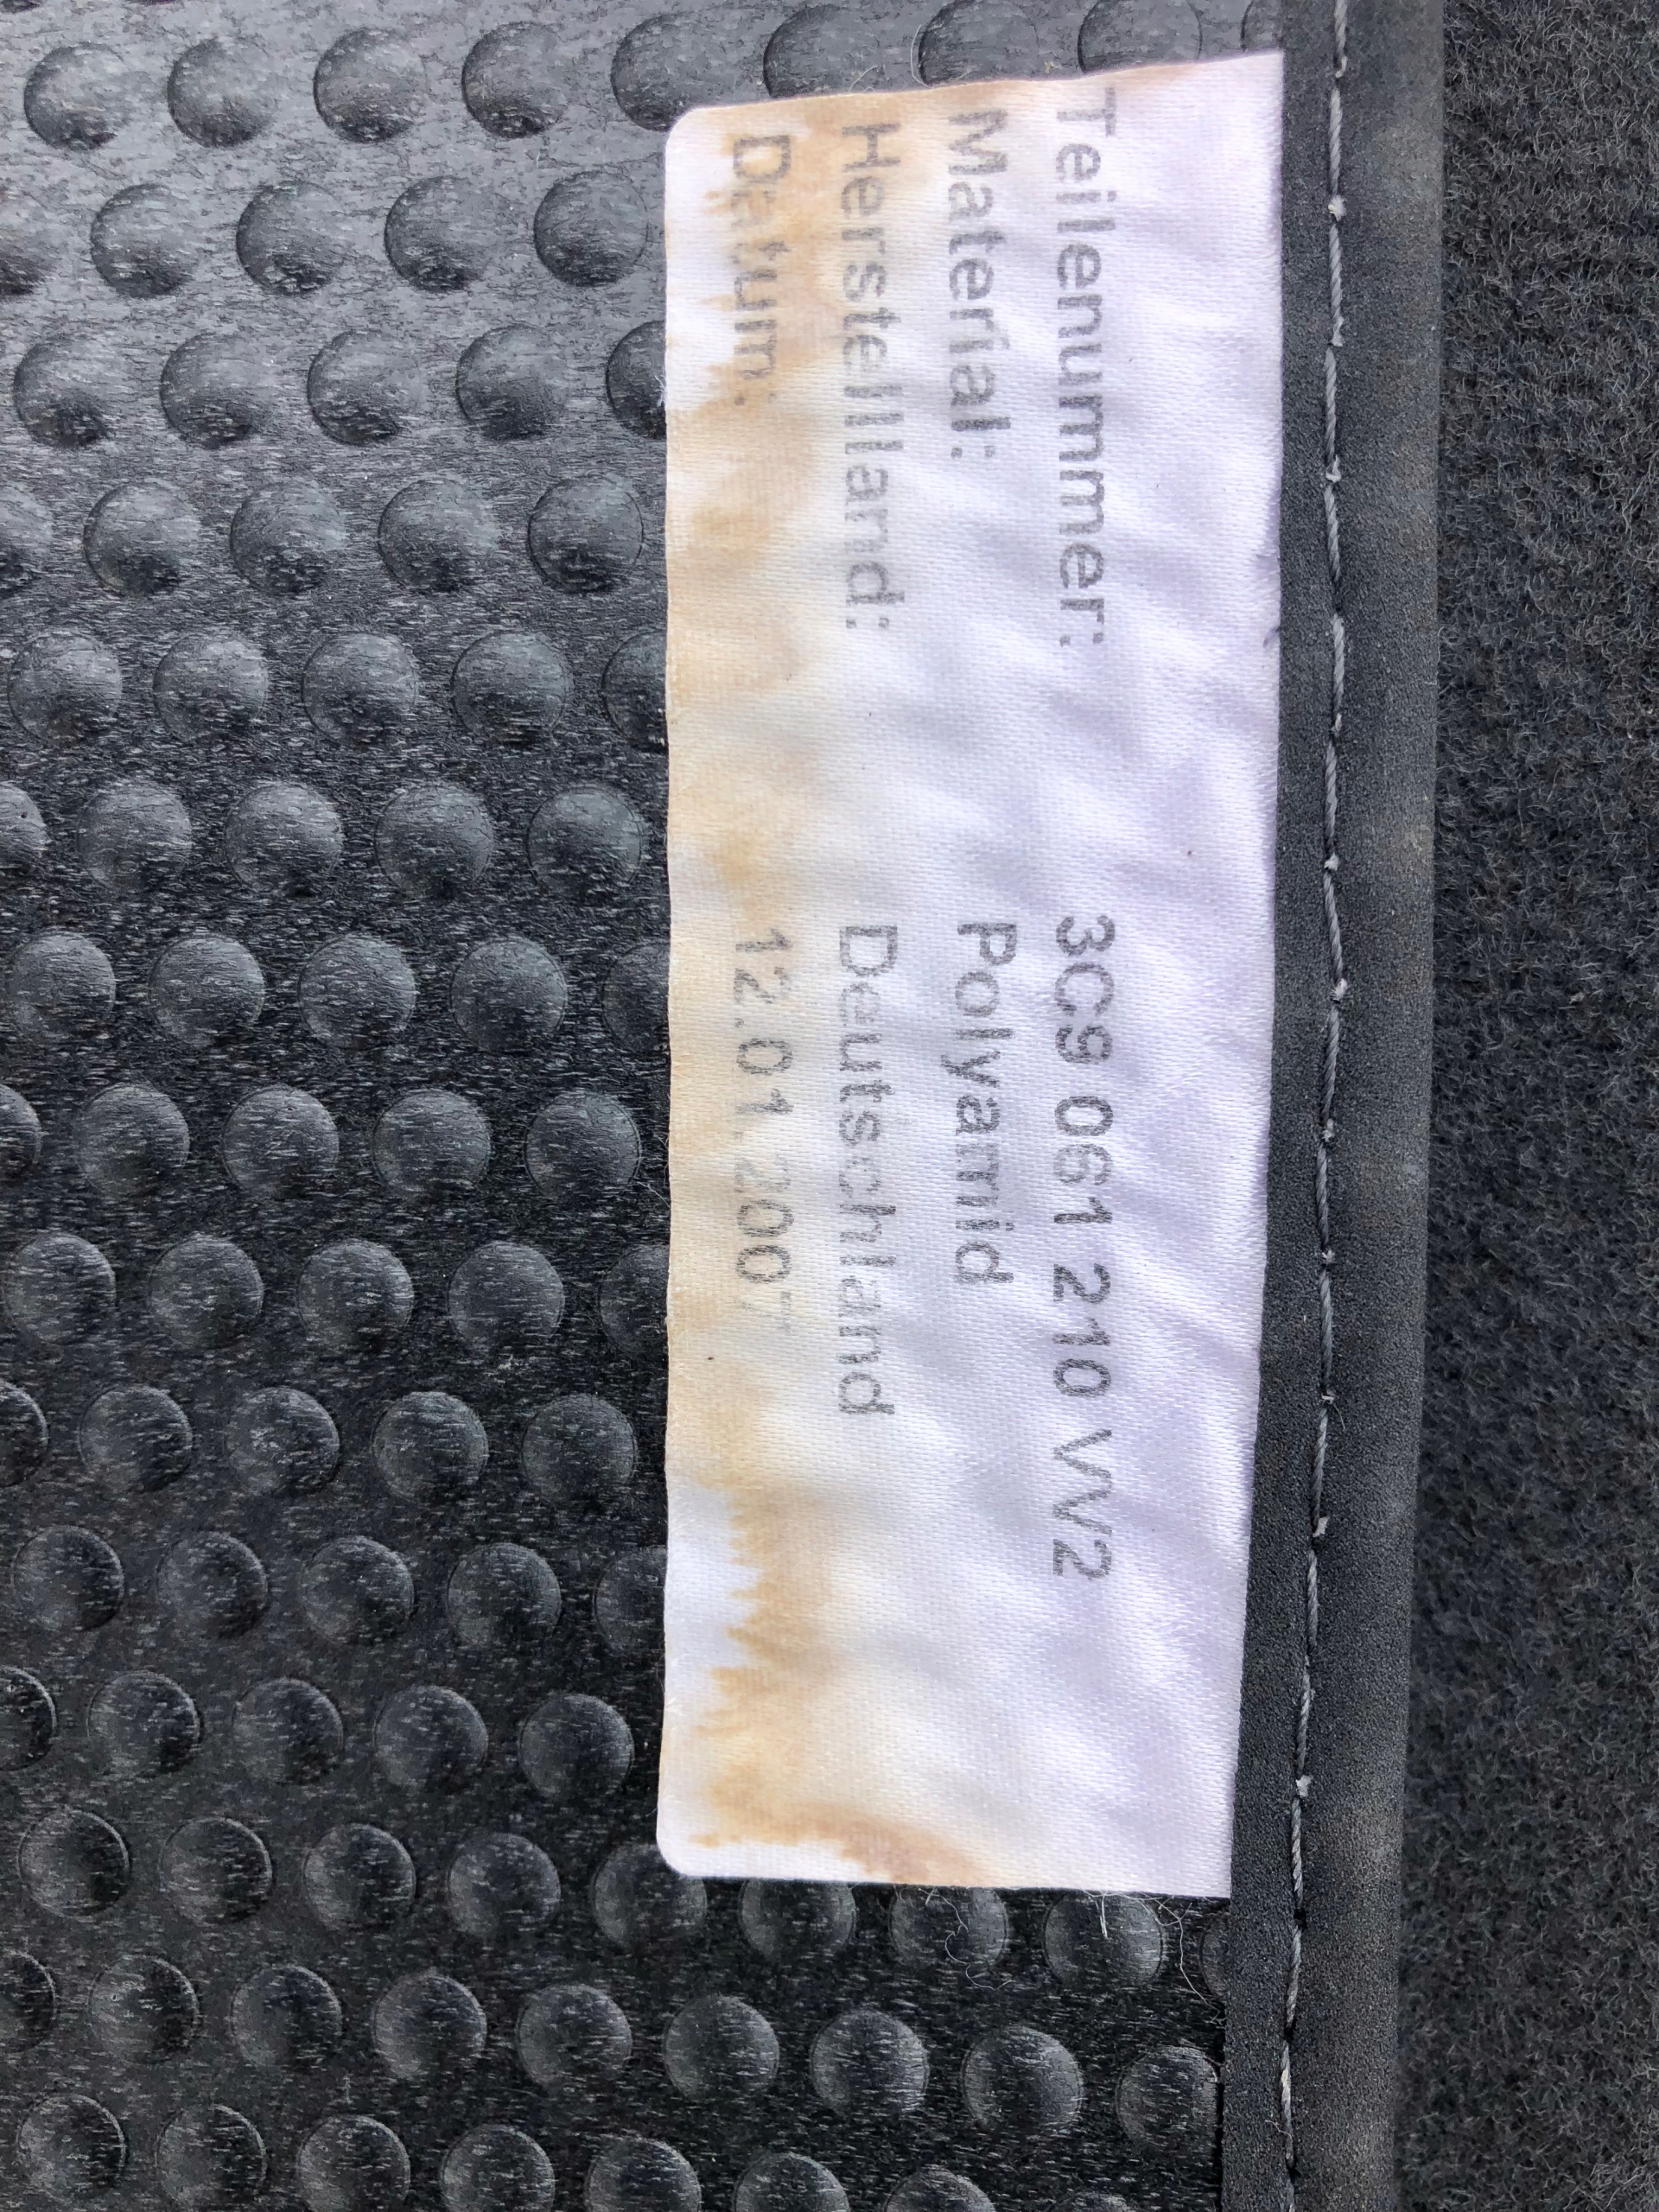 Teilenummer: 3C9 061 210 VV2
Material: Polyamid
Herstellland: Deutschland
Datum: 12.01.2007